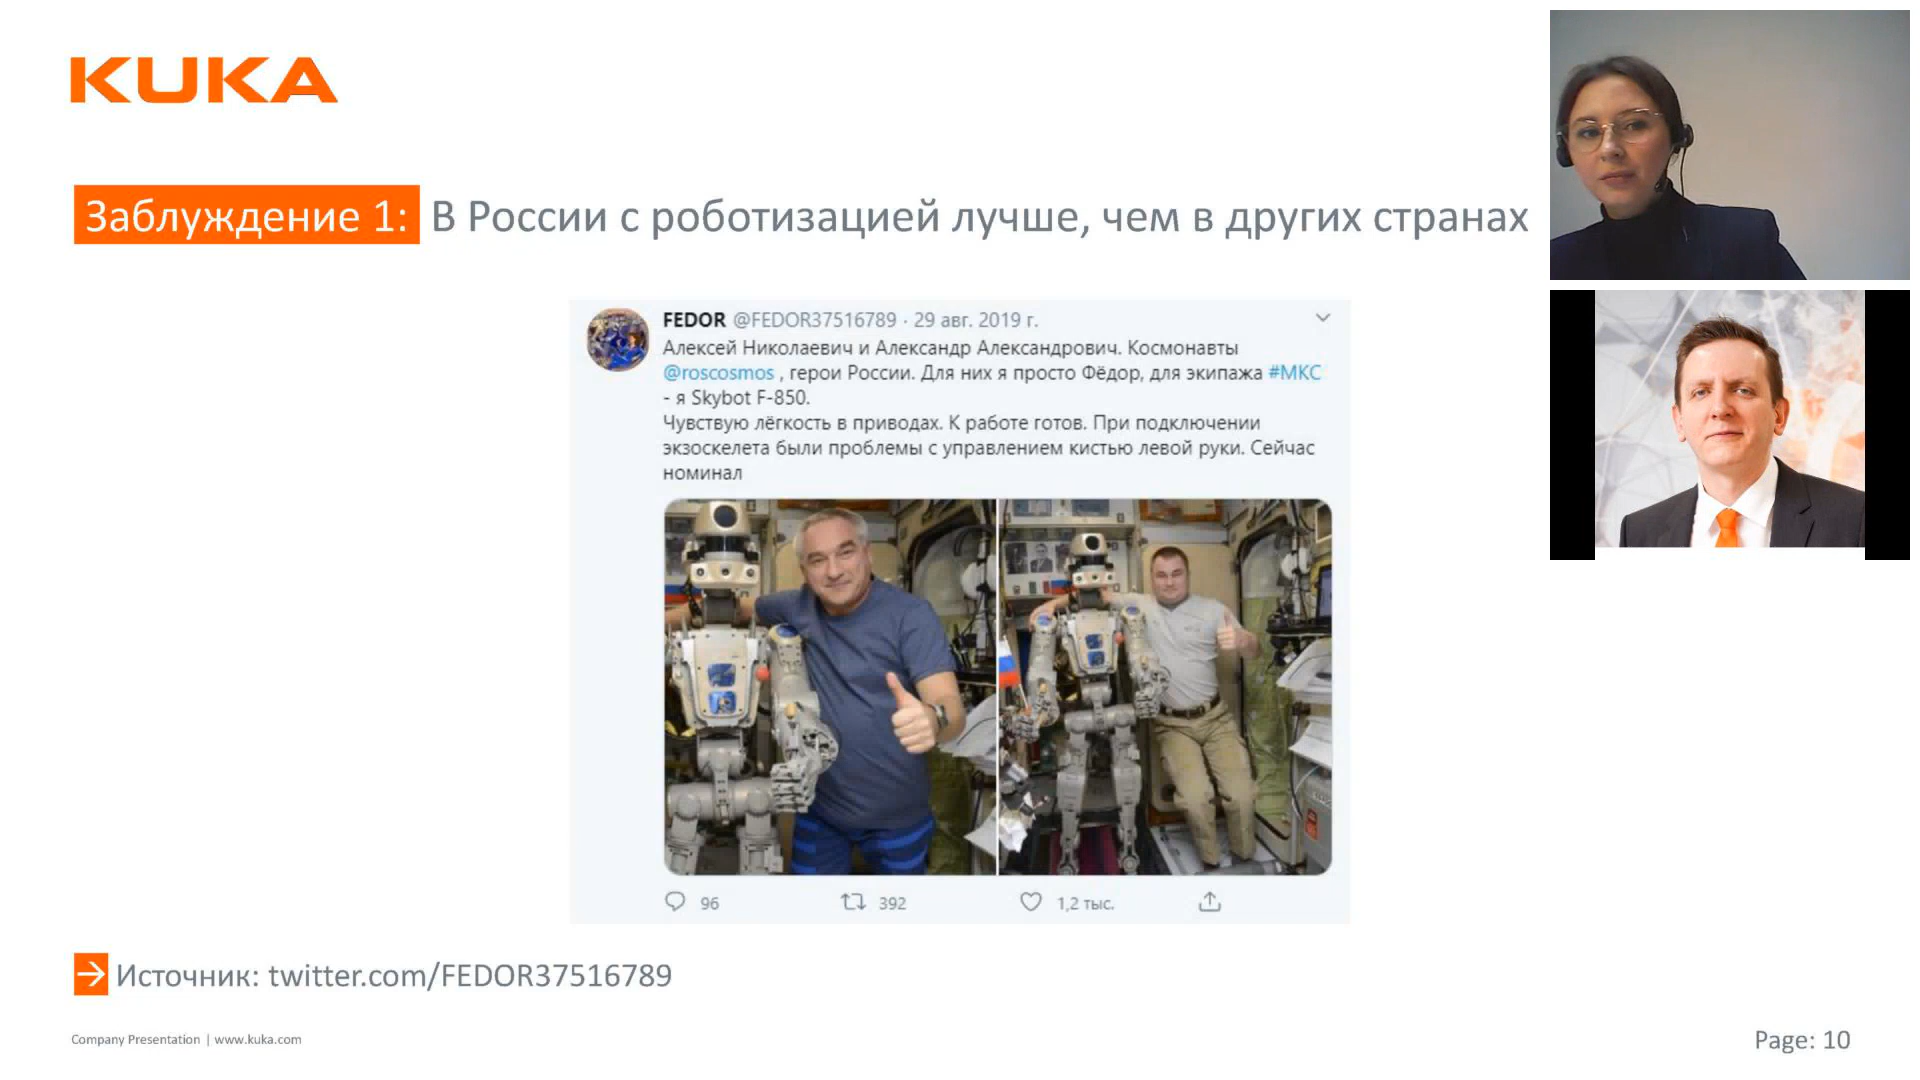 KUKA
Заблуждение 1: В России с роботизацией лучше, чем в других странах
FEDOR @FEDOR37516789 · 29 авг. 2019 г.
Алексей Николаевич и Александр Александрович. Космонавты
@roscosmos , герои России. Для них я просто Фёдор, для экипажа #МКС
- я Skybot F-850.
Чувствую лёгкость в приводах. К работе готов. При подключении
экзоскелета были проблемы с управлением кистью левой руки. Сейчас
номинал
96 392 1,2 тыс.
Источник: twitter.com/FEDOR37516789
Company Presentation | www.kuka.com
Page: 10